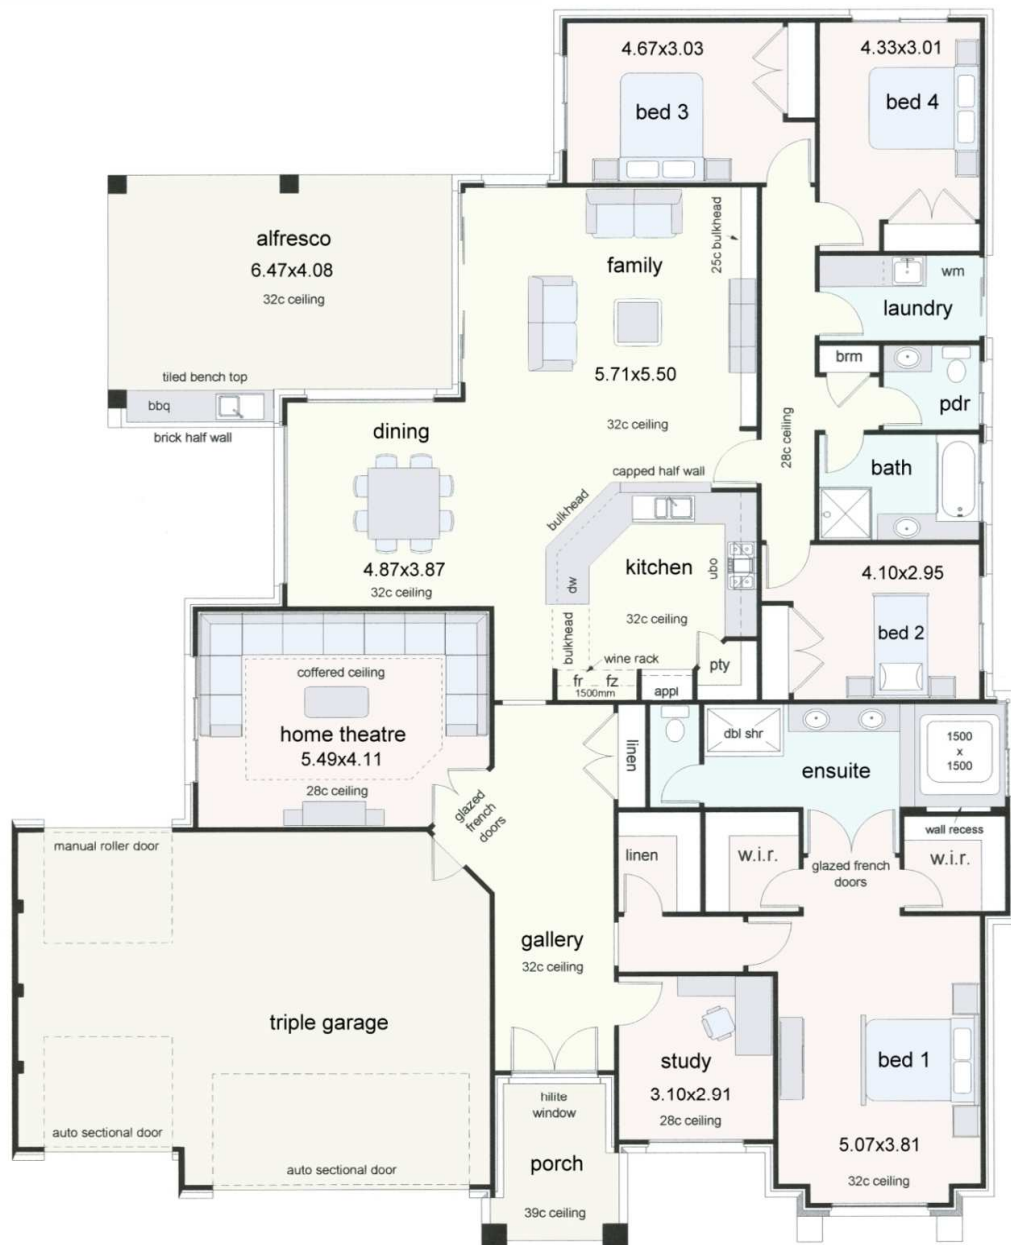 4.67x3.03
bed 3
4.33x3.01
bed 4
alfresco
6.47x4.08
32c ceiling
family
25c bulkhead
5.71x5.50
32c ceiling
wm
laundry
brm
pdr
28c ceiling
bath
tiled bench top
bbq
brick half wall
dining
4.87x3.87
32c ceiling
capped half wall
bulkhead
kitchen
ubo
dw
32c ceiling
bulkhead
wine rack
fr fz
1500mm
appl
pty
4.10x2.95
bed 2
coffered ceiling
home theatre
5.49x4.11
28c ceiling
glazed
french
doors
linen
dbl shr
ensuite
1500
x
1500
wall recess
linen
w.i.r.
glazed french
doors
w.i.r.
manual roller door
gallery
32c ceiling
triple garage
study
3.10x2.91
28c ceiling
bed 1
5.07x3.81
32c ceiling
auto sectional door
auto sectional door
hilite
window
porch
39c ceiling